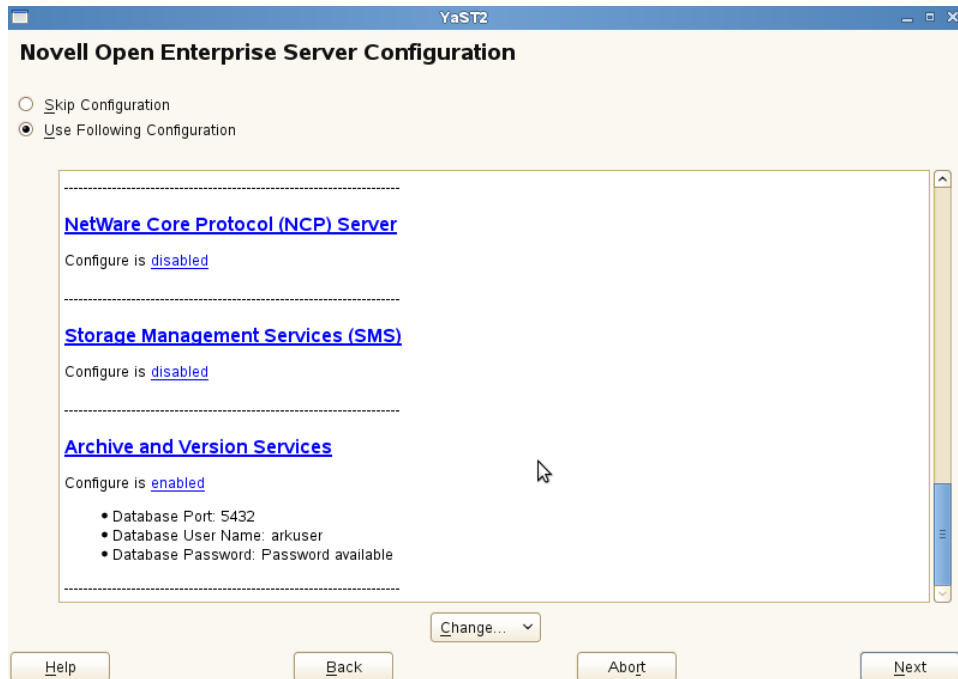 YaST2
Novell Open Enterprise Server Configuration
Skip Configuration
Use Following Configuration
----------------------------------------------------------------------
NetWare Core Protocol (NCP) Server
Configure is disabled
----------------------------------------------------------------------
Storage Management Services (SMS)
Configure is disabled
----------------------------------------------------------------------
Archive and Version Services
Configure is enabled
• Database Port: 5432
• Database User Name: arkuser
• Database Password: Password available
----------------------------------------------------------------------
Change...
Help Back Abort Next